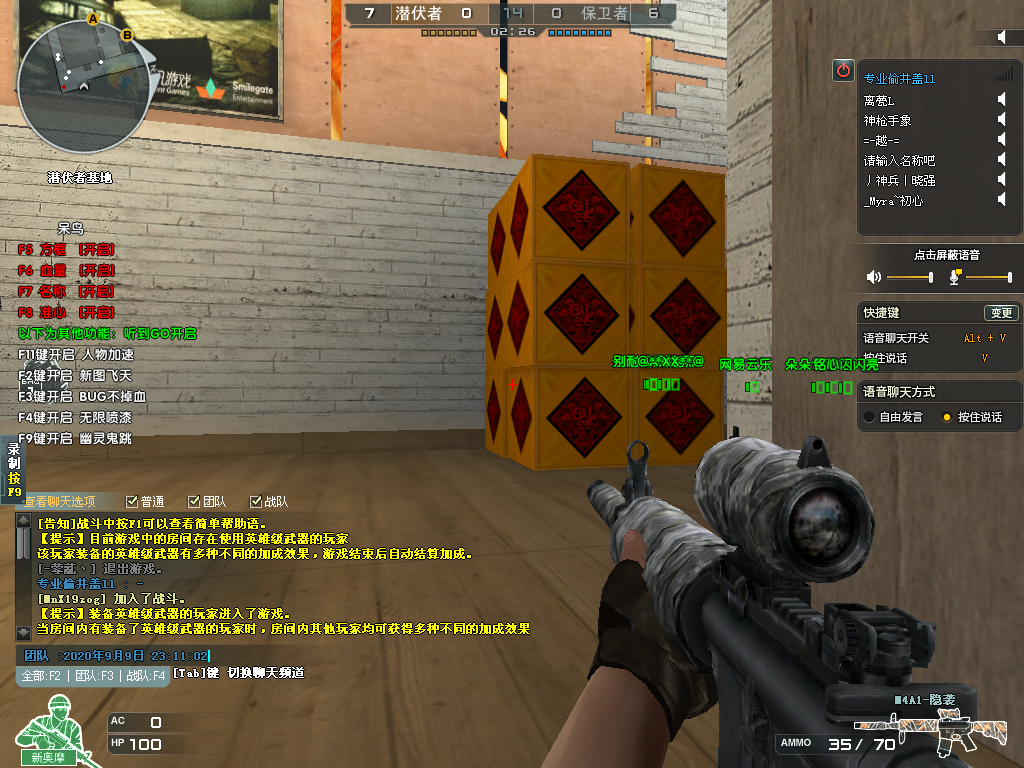 7 潜伏者 0 14 0 保卫者 6
02:26
A
B
讯游戏
ent Games
Smilegate
Entertainment
潜伏者基地
呆鸟
F5 方框 [开启]
F6 血量 [开启]
F7 名称 [开启]
F8 准心 [开启]
以下为其他功能: 听到GO开启
F11键开启 人物加速
F2键开启 新图飞天
F3键开启 BUG不掉血
F4键开启 无限喷漆
F9键开启 幽灵鬼跳
录制按F9
查看聊天选项 普通 团队 战队
[告知]战斗中按F1可以查看简单帮助语。
【提示】目前游戏中的房间存在使用英雄级武器的玩家
该玩家装备的英雄级武器有多种不同的加成效果，游戏结束后自动结算加成。
退出游戏。
专业偷井盖11 : -
[MnX19zog] 加入了战斗。
【提示】装备英雄级武器的玩家进入了游戏。
当房间内有装备了英雄级武器的玩家时，房间内其他玩家均可获得多种不同的加成效果
团队 :2020年9月9日 23:11:02
全部:F2 | 团队:F3 | 战队:F4 [Tab]键 切换聊天频道
新奥摩
AC 0
HP 100
专业偷井盖11
离甍L
神枪手象
=-越-=
请输入名称吧
丿神兵丨晓强
_Myra~初心
点击屏蔽语音
快捷键 变更
语音聊天开关 Alt + V
按住说话 V
语音聊天方式
自由发言 按住说话
网易云乐 朵朵铭心闪闪亮
M4A1-隐袭
AMMO 35/ 70